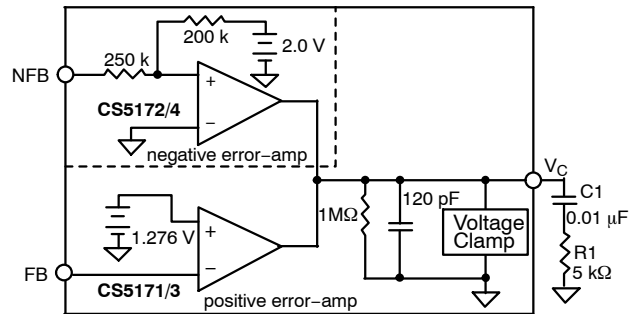 200 k
2.0 V
250 k
NFB
+
CS5172/4
−
negative error−amp
VC
C1
120 pF
0.01 μF
1MΩ
Voltage
Clamp
+
1.276 V
R1
5 kΩ
−
FB
CS5171/3
positive error−amp